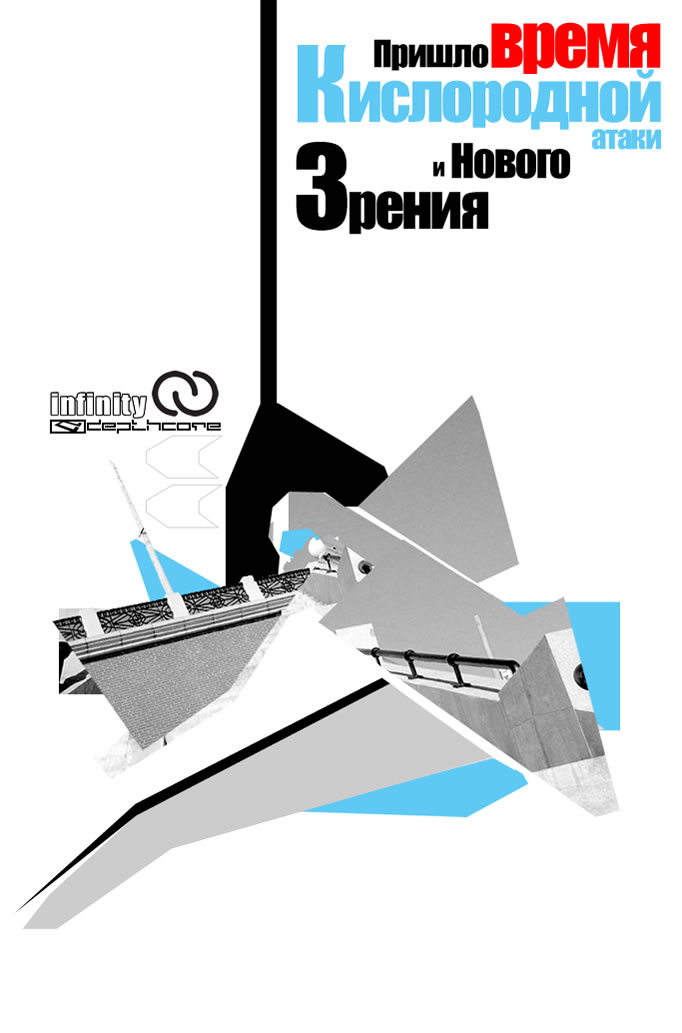 Пришло время
Кислородной
атаки
и Нового
Зрения
infinity
depthcore